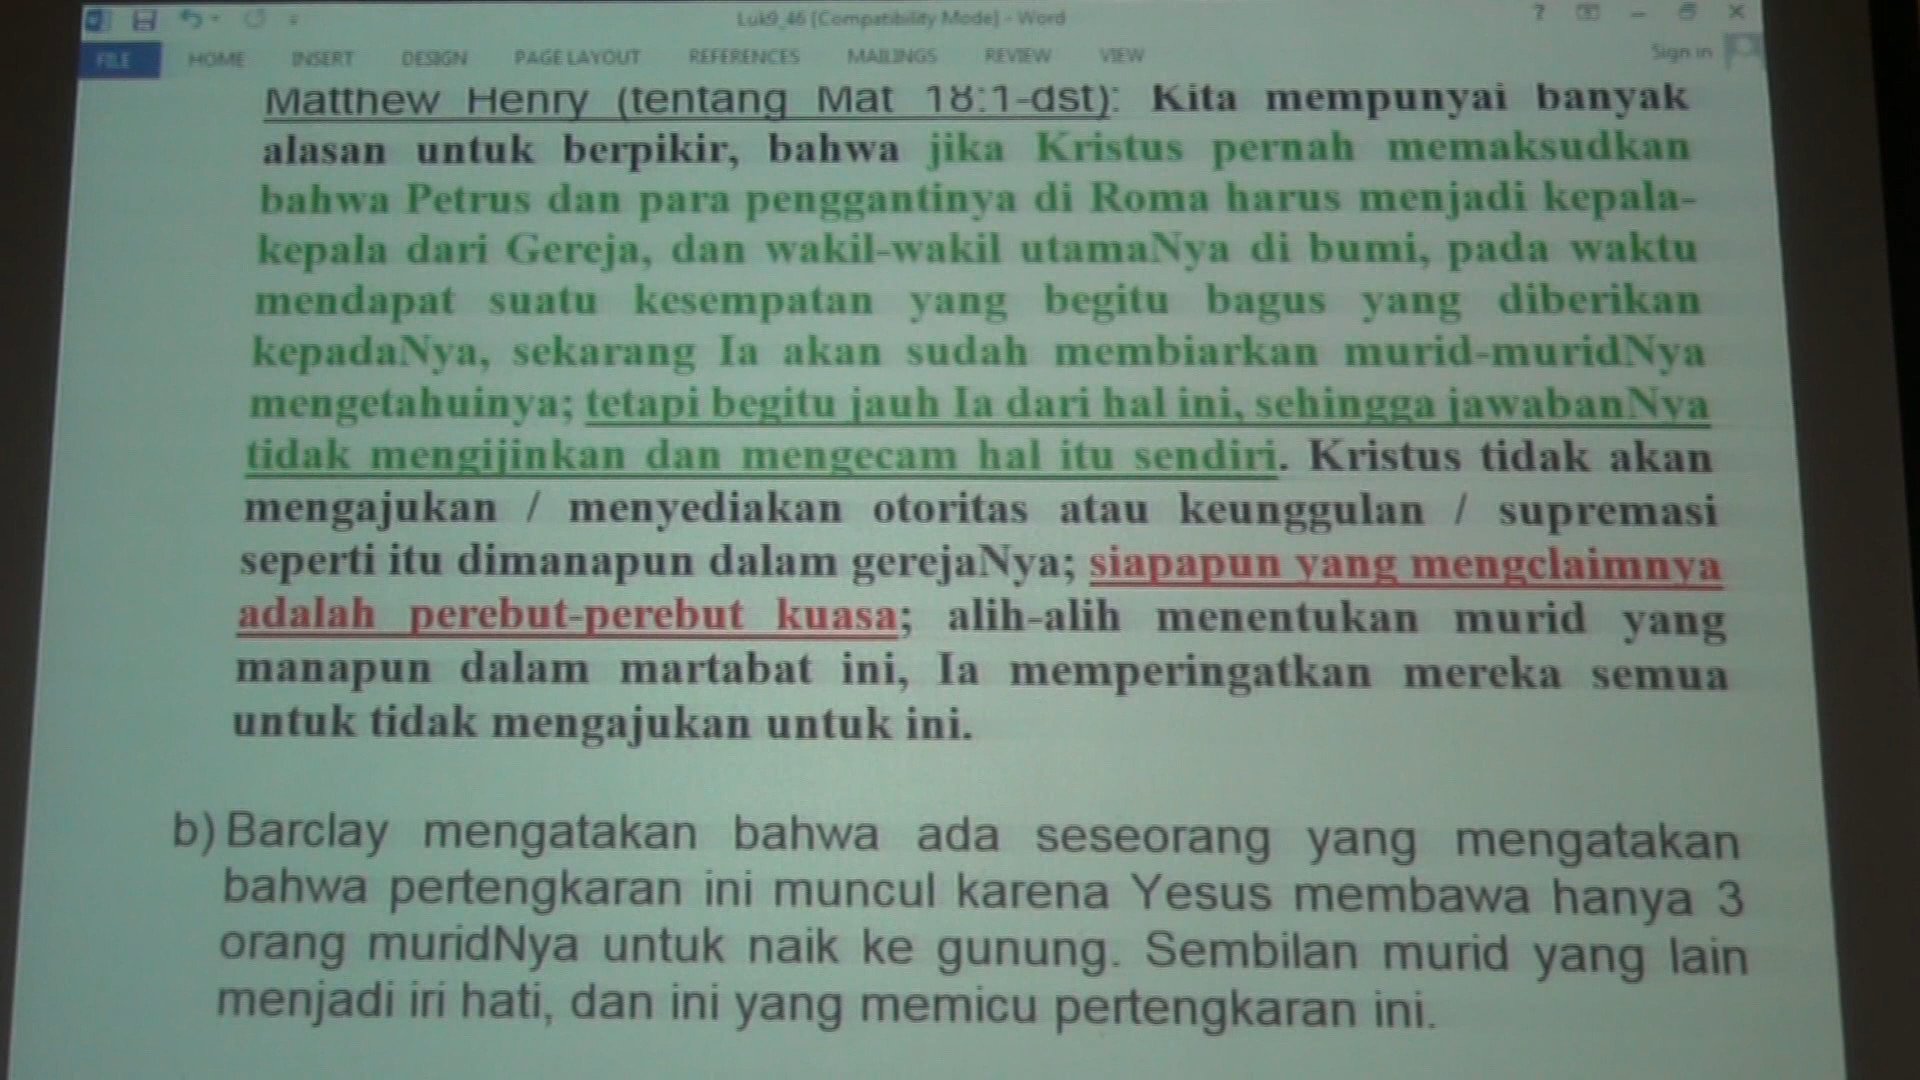 Luk9_46 [Compatibility Mode] - Word
?
FILE HOME INSERT DESIGN PAGE LAYOUT REFERENCES MAILINGS REVIEW VIEW Sign in
Matthew Henry (tentang Mat 18:1-dst): Kita mempunyai banyak
alasan untuk berpikir, bahwa jika Kristus pernah memaksudkan
bahwa Petrus dan para penggantinya di Roma harus menjadi kepala-
kepala dari Gereja, dan wakil-wakil utamaNya di bumi, pada waktu
mendapat suatu kesempatan yang begitu bagus yang diberikan
kepadaNya, sekarang Ia akan sudah membiarkan murid-muridNya
mengetahuinya; tetapi begitu jauh Ia dari hal ini, sehingga jawabanNya
tidak mengijinkan dan mengecam hal itu sendiri. Kristus tidak akan
mengajukan / menyediakan otoritas atau keunggulan / supremasi
seperti itu dimanapun dalam gerejaNya; siapapun yang mengclaimnya
adalah perebut-perebut kuasa; alih-alih menentukan murid yang
manapun dalam martabat ini, Ia memperingatkan mereka semua
untuk tidak mengajukan untuk ini.
b) Barclay mengatakan bahwa ada seseorang yang mengatakan
bahwa pertengkaran ini muncul karena Yesus membawa hanya 3
orang muridNya untuk naik ke gunung. Sembilan murid yang lain
menjadi iri hati, dan ini yang memicu pertengkaran ini.